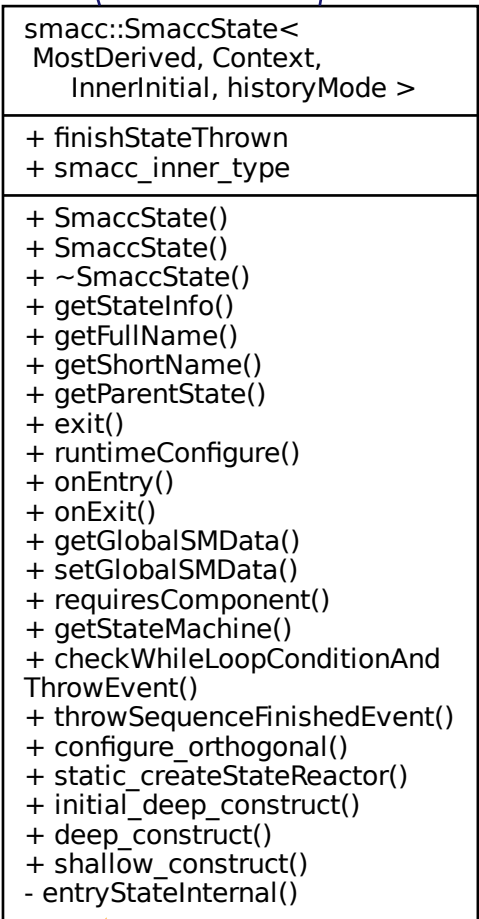 smacc::SmaccState<
MostDerived, Context,
InnerInitial, historyMode >
+ finishStateThrown
+ smacc_inner_type
+ SmaccState()
+ SmaccState()
+ ~SmaccState()
+ getStateInfo()
+ getFullName()
+ getShortName()
+ getParentState()
+ exit()
+ runtimeConfigure()
+ onEntry()
+ onExit()
+ getGlobalSMData()
+ setGlobalSMData()
+ requiresComponent()
+ getStateMachine()
+ checkWhileLoopConditionAnd
ThrowEvent()
+ throwSequenceFinishedEvent()
+ configure_orthogonal()
+ static_createStateReactor()
+ initial_deep_construct()
+ deep_construct()
+ shallow_construct()
- entryStateInternal()